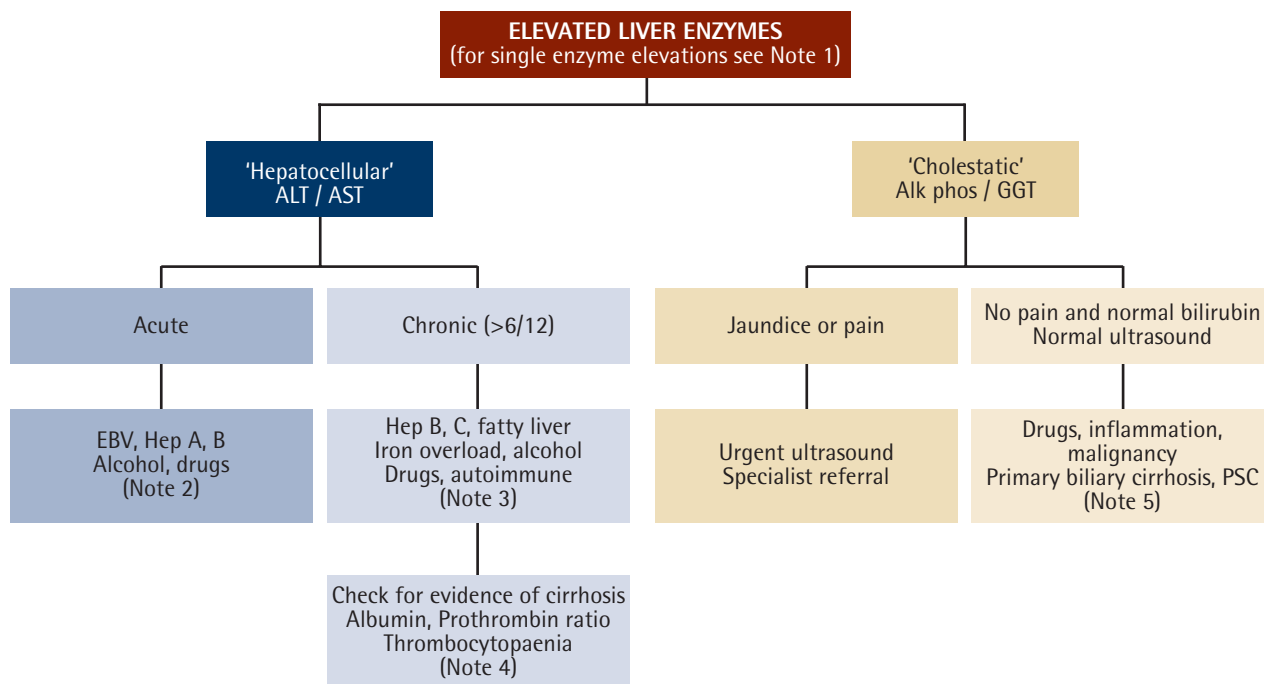 ELEVATED LIVER ENZYMES
(for single enzyme elevations see Note 1)
'Hepatocellular'
ALT / AST
'Cholestatic'
Alk phos / GGT
Acute
Chronic (>6/12)
Jaundice or pain
No pain and normal bilirubin
Normal ultrasound
EBV, Hep A, B
Alcohol, drugs
(Note 2)
Hep B, C, fatty liver
Iron overload, alcohol
Drugs, autoimmune
(Note 3)
Urgent ultrasound
Specialist referral
Drugs, inflammation,
malignancy
Primary biliary cirrhosis, PSC
(Note 5)
Check for evidence of cirrhosis
Albumin, Prothrombin ratio
Thrombocytopaenia
(Note 4)